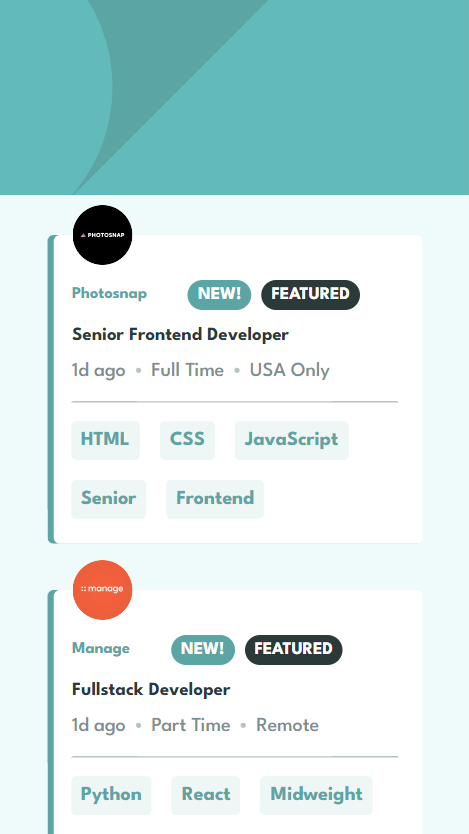 PHOTOSNAP
Photosnap NEW! FEATURED
Senior Frontend Developer
1d ago • Full Time • USA Only
HTML CSS JavaScript
Senior Frontend
:: manage
Manage NEW! FEATURED
Fullstack Developer
1d ago • Part Time • Remote
Python React Midweight